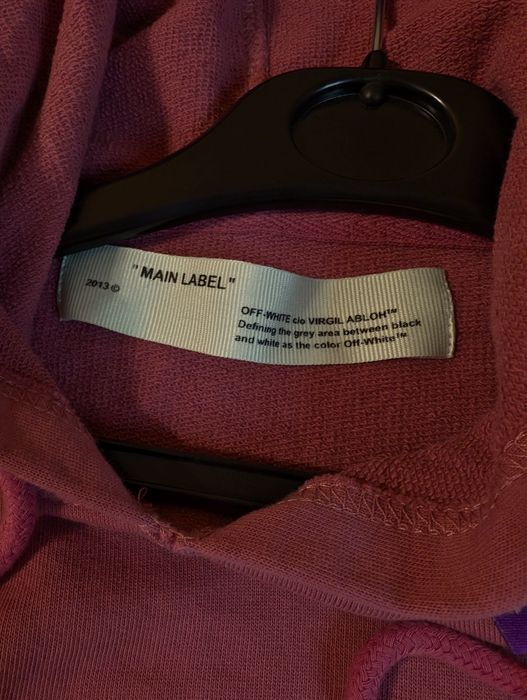 "MAIN LABEL"
2013 ©
OFF-WHITE c/o VIRGIL ABLOH™
Defining the grey area between black
and white as the color Off-White™